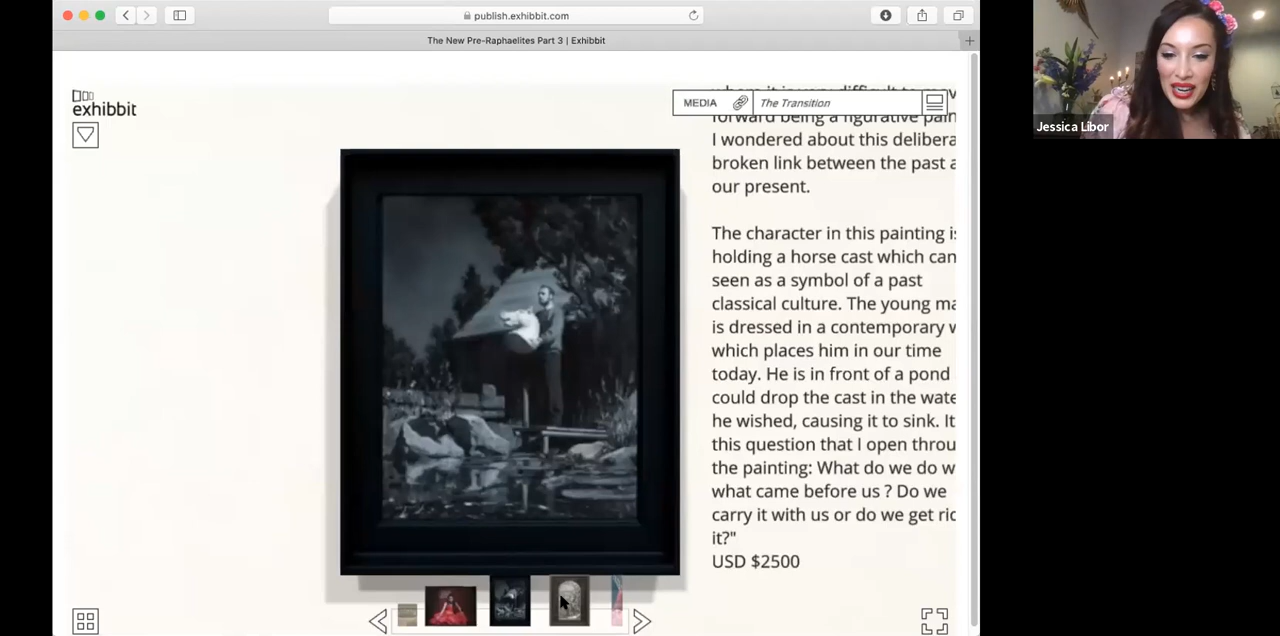 publish.exhibbit.com
The New Pre-Raphaelites Part 3 | Exhibbit
exhibbit
MEDIA
The Transition
forward being a figurative pain
I wondered about this delibera
broken link between the past a
our present.
The character in this painting is
holding a horse cast which can
seen as a symbol of a past
classical culture. The young ma
is dressed in a contemporary w
which places him in our time
today. He is in front of a pond
could drop the cast in the wate
he wished, causing it to sink. It
this question that I open throu
the painting: What do we do w
what came before us ? Do we
carry it with us or do we get rid
it?"
USD $2500
Jessica Libor